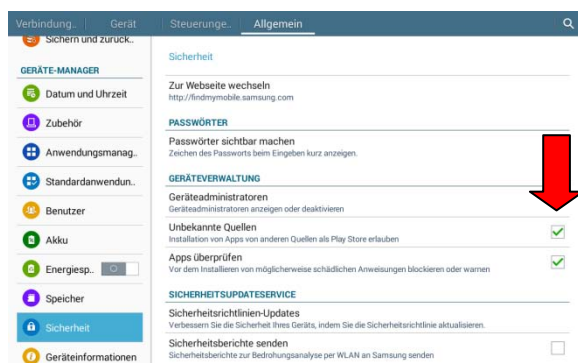 Verbindung.. Gerät Steuerunge.. Allgemein
Sichern und zurück..
GERÄTE-MANAGER
Datum und Uhrzeit
Zubehör
Anwendungsmanag..
Standardanwendun..
Benutzer
Akku
Energiesp..
Speicher
Sicherheit
Geräteinformationen
Sicherheit
Zur Webseite wechseln
http://findmymobile.samsung.com
PASSWÖRTER
Passwörter sichtbar machen
Zeichen des Passworts beim Eingeben kurz anzeigen.
GERÄTEVERWALTUNG
Geräteadministratoren
Geräteadministratoren anzeigen oder deaktivieren
Unbekannte Quellen
Installation von Apps von anderen Quellen als Play Store erlauben
Apps überprüfen
Vor dem Installieren von möglicherweise schädlichen Anweisungen blockieren oder warnen
SICHERHEITSUPDATESERVICE
Sicherheitsrichtlinien-Updates
Verbessern Sie die Sicherheit Ihres Geräts, indem Sie die Sicherheitsrichtlinie aktualisieren.
Sicherheitsberichte senden
Sicherheitsberichte zur Bedrohungsanalyse per WLAN an Samsung senden